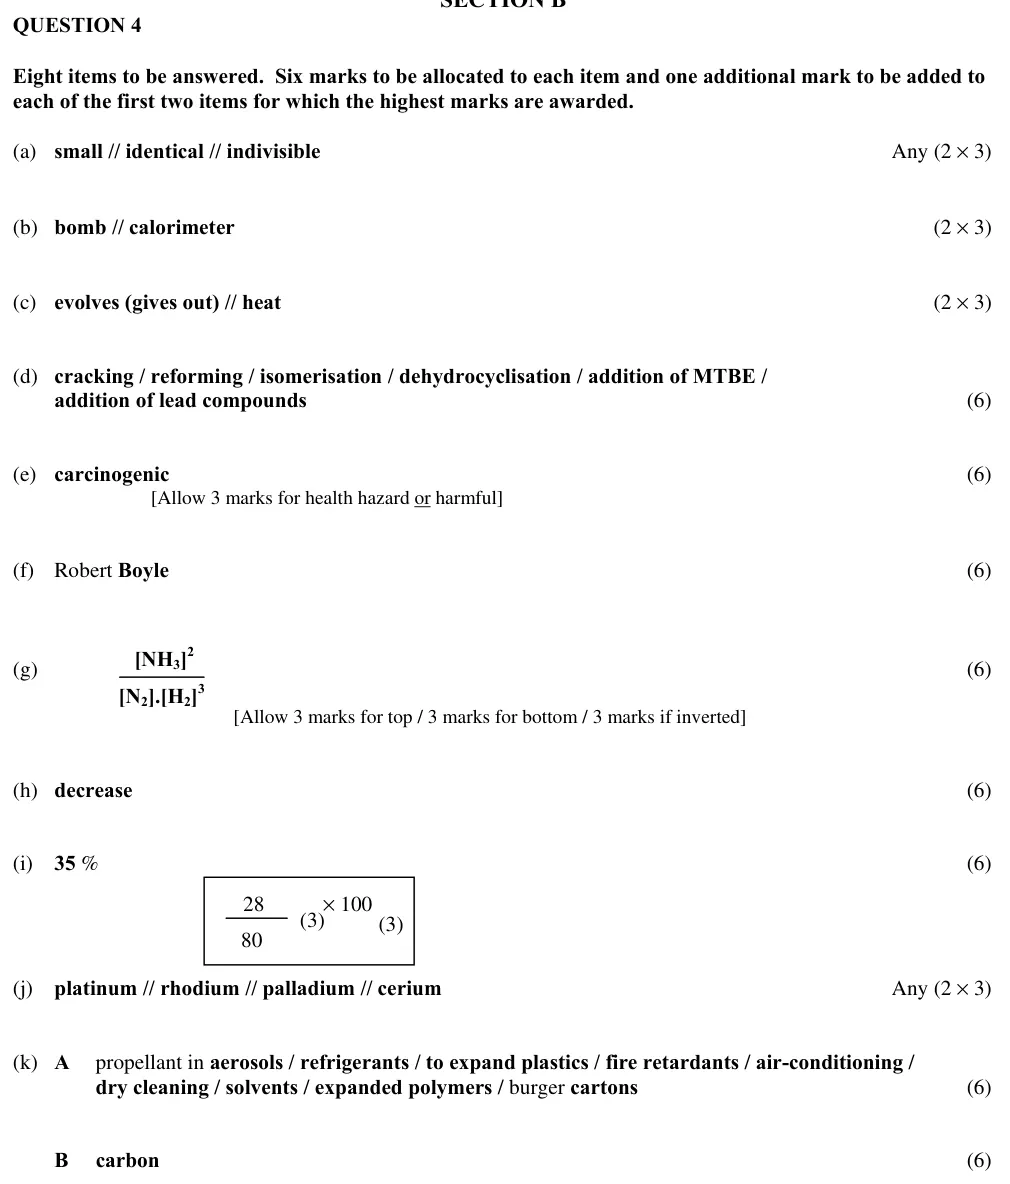 SECTION B
QUESTION 4
Eight items to be answered.  Six marks to be allocated to each item and one additional mark to be added to
each of the first two items for which the highest marks are awarded.
(a) small // identical // indivisible Any (2 × 3)
(b) bomb // calorimeter (2 × 3)
(c) evolves (gives out) // heat (2 × 3)
(d) cracking / reforming / isomerisation / dehydrocyclisation / addition of MTBE /
addition of lead compounds (6)
(e) carcinogenic (6)
[Allow 3 marks for health hazard or harmful]
(f) Robert Boyle (6)
(g) [NH₃]² (6)
[N₂].[H₂]³
[Allow 3 marks for top / 3 marks for bottom / 3 marks if inverted]
(h) decrease (6)
(i) 35 % (6)
28 (3) × 100 (3)
80
(j) platinum // rhodium // palladium // cerium Any (2 × 3)
(k) A propellant in aerosols / refrigerants / to expand plastics / fire retardants / air-conditioning /
dry cleaning / solvents / expanded polymers / burger cartons (6)
B carbon (6)